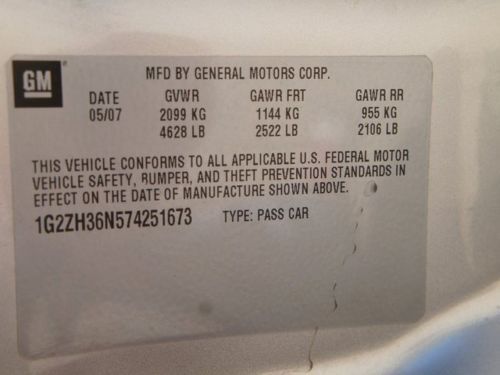 GM
MFD BY GENERAL MOTORS CORP.
DATE GVWR GAWR FRT GAWR RR
05/07 2099 KG 1144 KG 955 KG
4628 LB 2522 LB 2106 LB
THIS VEHICLE CONFORMS TO ALL APPLICABLE U.S. FEDERAL MOTOR
VEHICLE SAFETY, BUMPER, AND THEFT PREVENTION STANDARDS IN
EFFECT ON THE DATE OF MANUFACTURE SHOWN ABOVE.
1G2ZH36N574251673 TYPE: PASS CAR